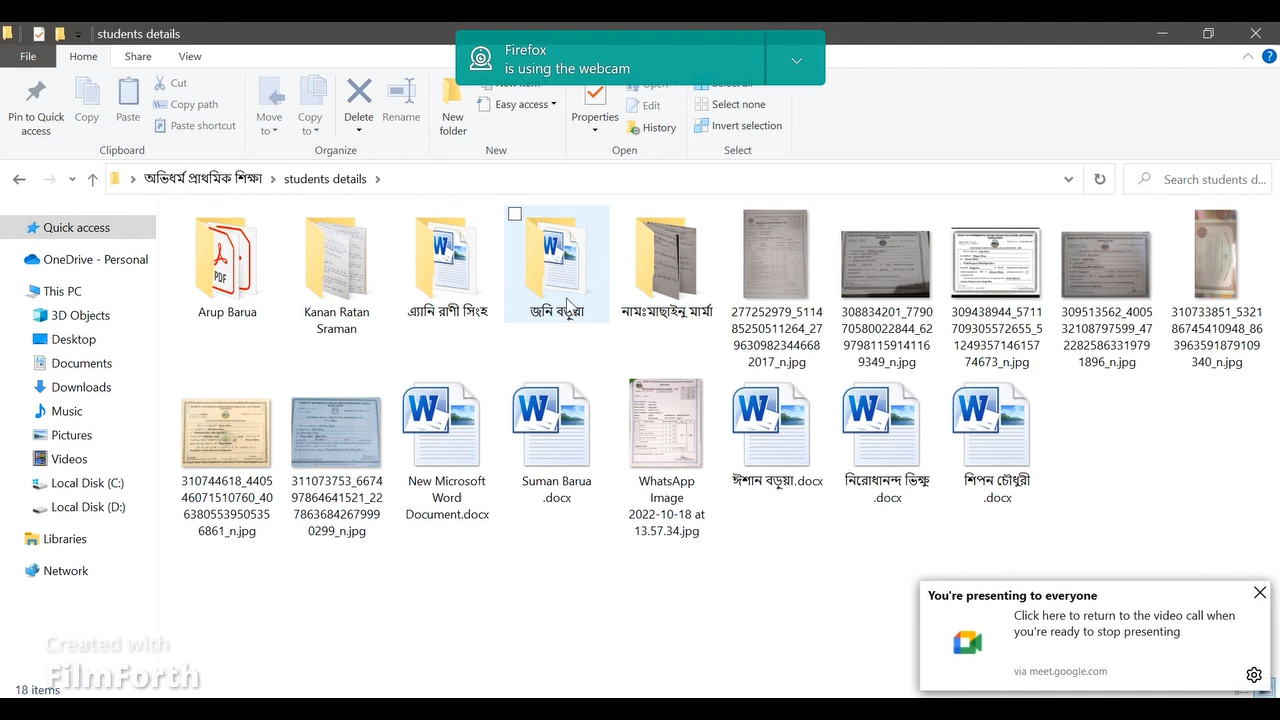 students details
Firefox
is using the webcam
File
Home
Share
View
Pin to Quick
access
Copy
Paste
Cut
Copy path
Paste shortcut
Move
to
Copy
to
Delete
Rename
New
folder
New item
Easy access
Properties
Open
Edit
History
Select all
Select none
Invert selection
Clipboard
Organize
New
Open
Select
অভিধর্ম প্রাথমিক শিক্ষা > students details >
Search students d...
Quick access
OneDrive - Personal
This PC
3D Objects
Desktop
Documents
Downloads
Music
Pictures
Videos
Local Disk (C:)
Local Disk (D:)
Libraries
Network
PDF
Arup Barua
Kanan Ratan
Sraman
এ্যানি রাণী সিংহ
জনি বড়ুয়া
নামঃমাছাইনু মার্মা
277252979_5114
85250511264_27
9630982344668
2017_n.jpg
308834201_7790
70580022844_62
9798115914116
9349_n.jpg
309438944_5711
709305572655_5
1249357146157
74673_n.jpg
309513562_4005
32108797599_47
2282586331979
1896_n.jpg
310733851_5321
86745410948_86
3963591879109
340_n.jpg
310744618_4405
46071510760_40
6380553950535
6861_n.jpg
311073753_6674
97864641521_22
7863684267999
0299_n.jpg
New Microsoft
Word
Document.docx
Suman Barua
.docx
WhatsApp
Image
2022-10-18 at
13.57.34.jpg
ঈশান বড়ুয়া.docx
নিরোধানন্দ ভিক্ষু
.docx
শিপন চৌধুরী
.docx
You're presenting to everyone
Click here to return to the video call when
you're ready to stop presenting
via meet.google.com
Created with
FilmForth
18 items